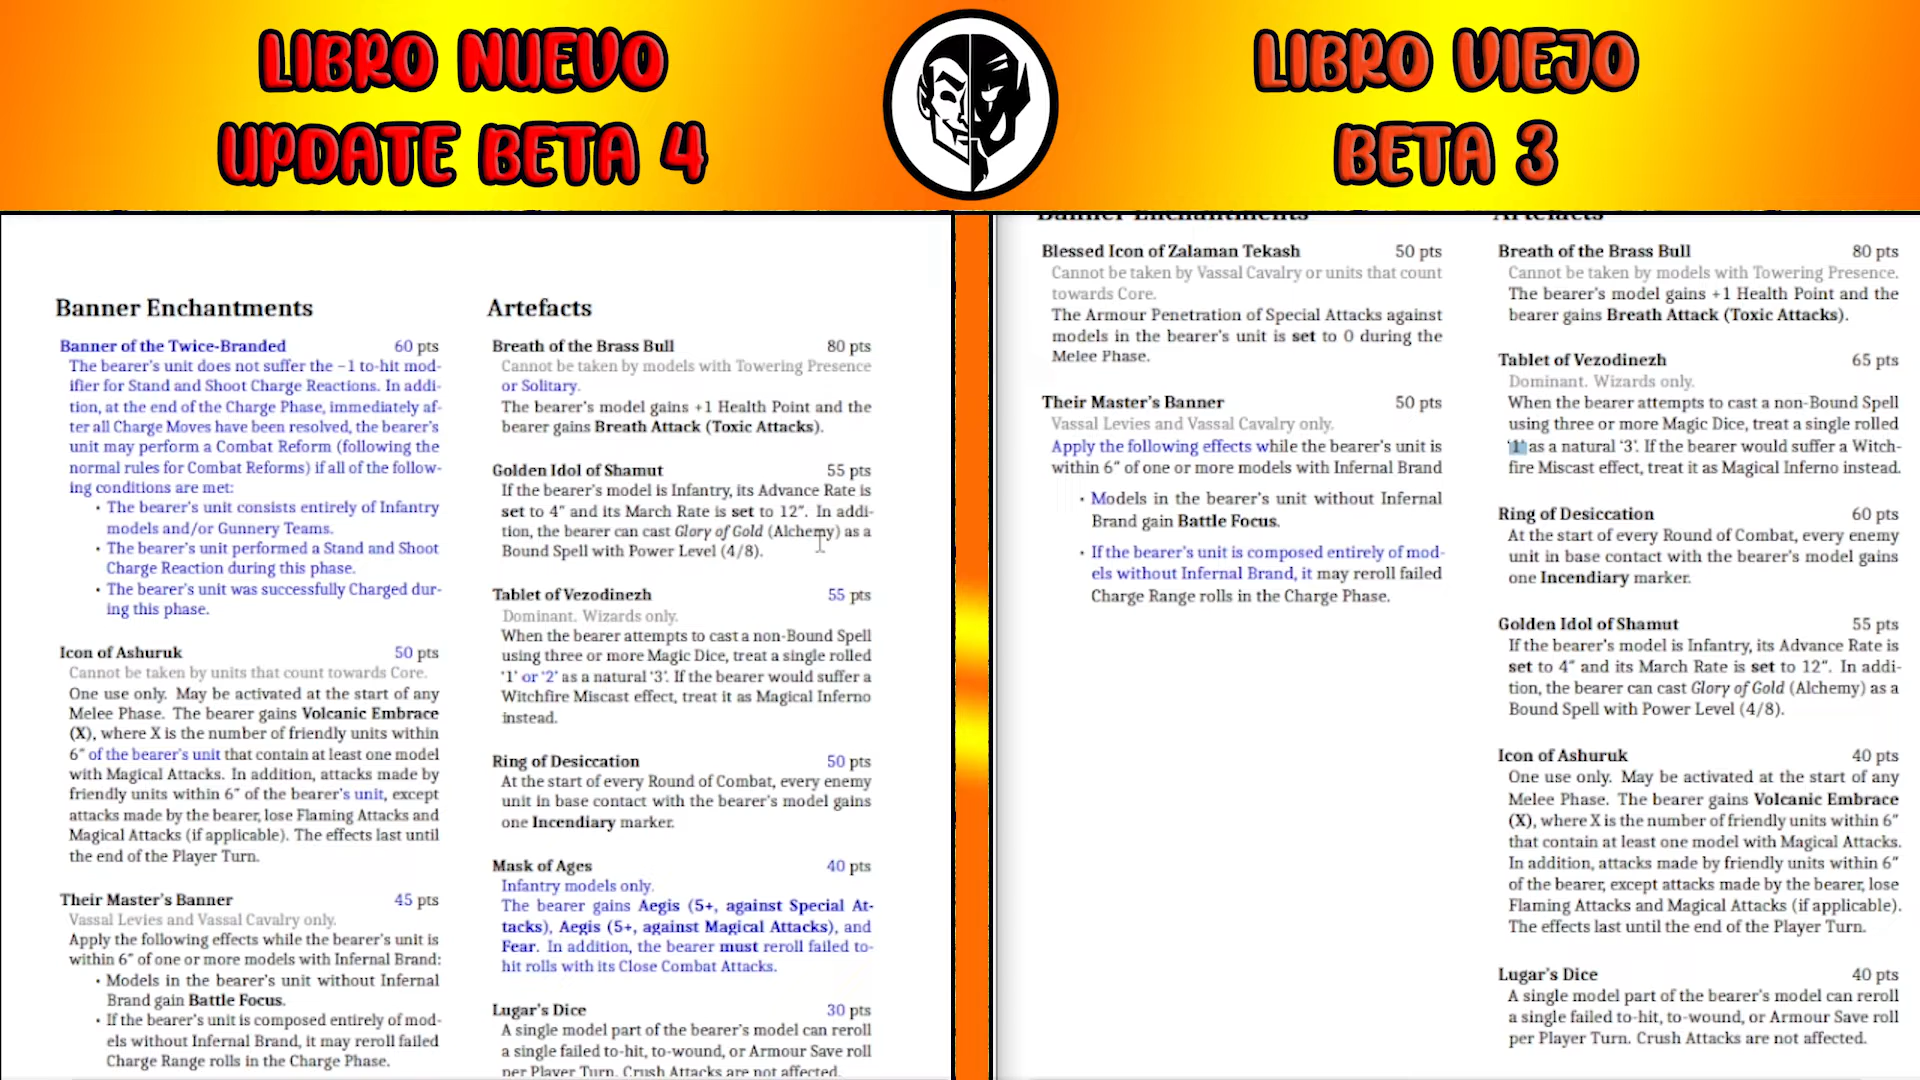 LIBRO NUEVO
UPDATE BETA 4
LIBRO VIEJO
BETA 3
Banner Enchantments
Banner of the Twice-Branded 60 pts
The bearer's unit does not suffer the −1 to-hit mod-
ifier for Stand and Shoot Charge Reactions. In addi-
tion, at the end of the Charge Phase, immediately af-
ter all Charge Moves have been resolved, the bearer's
unit may perform a Combat Reform (following the
normal rules for Combat Reforms) if all of the follow-
ing conditions are met:
• The bearer's unit consists entirely of Infantry
models and/or Gunnery Teams.
• The bearer's unit performed a Stand and Shoot
Charge Reaction during this phase.
• The bearer's unit was successfully Charged dur-
ing this phase.
Icon of Ashuruk 50 pts
Cannot be taken by units that count towards Core.
One use only. May be activated at the start of any
Melee Phase. The bearer gains Volcanic Embrace
(X), where X is the number of friendly units within
6″ of the bearer's unit that contain at least one model
with Magical Attacks. In addition, attacks made by
friendly units within 6″ of the bearer's unit, except
attacks made by the bearer, lose Flaming Attacks and
Magical Attacks (if applicable). The effects last until
the end of the Player Turn.
Their Master's Banner 45 pts
Vassal Levies and Vassal Cavalry only.
Apply the following effects while the bearer's unit is
within 6″ of one or more models with Infernal Brand:
• Models in the bearer's unit without Infernal
Brand gain Battle Focus.
• If the bearer's unit is composed entirely of mod-
els without Infernal Brand, it may reroll failed
Charge Range rolls in the Charge Phase.
Artefacts
Breath of the Brass Bull 80 pts
Cannot be taken by models with Towering Presence
or Solitary.
The bearer's model gains +1 Health Point and the
bearer gains Breath Attack (Toxic Attacks).
Golden Idol of Shamut 55 pts
If the bearer's model is Infantry, its Advance Rate is
set to 4″ and its March Rate is set to 12″. In addi-
tion, the bearer can cast Glory of Gold (Alchemy) as a
Bound Spell with Power Level (4/8).
Tablet of Vezodinezh 55 pts
Dominant. Wizards only.
When the bearer attempts to cast a non-Bound Spell
using three or more Magic Dice, treat a single rolled
'1' or '2' as a natural '3'. If the bearer would suffer a
Witchfire Miscast effect, treat it as Magical Inferno
instead.
Ring of Desiccation 50 pts
At the start of every Round of Combat, every enemy
unit in base contact with the bearer's model gains
one Incendiary marker.
Mask of Ages 40 pts
Infantry models only.
The bearer gains Aegis (5+, against Special At-
tacks), Aegis (5+, against Magical Attacks), and
Fear. In addition, the bearer must reroll failed to-
hit rolls with its Close Combat Attacks.
Lugar's Dice 30 pts
A single model part of the bearer's model can reroll
a single failed to-hit, to-wound, or Armour Save roll
per Player Turn. Crush Attacks are not affected.
Banner Enchantments
Blessed Icon of Zalaman Tekash 50 pts
Cannot be taken by Vassal Cavalry or units that count
towards Core.
The Armour Penetration of Special Attacks against
models in the bearer's unit is set to 0 during the
Melee Phase.
Their Master's Banner 50 pts
Vassal Levies and Vassal Cavalry only.
Apply the following effects while the bearer's unit is
within 6″ of one or more models with Infernal Brand
• Models in the bearer's unit without Infernal
Brand gain Battle Focus.
• If the bearer's unit is composed entirely of mod-
els without Infernal Brand, it may reroll failed
Charge Range rolls in the Charge Phase.
Artefacts
Breath of the Brass Bull 80 pts
Cannot be taken by models with Towering Presence.
The bearer's model gains +1 Health Point and the
bearer gains Breath Attack (Toxic Attacks).
Tablet of Vezodinezh 65 pts
Dominant. Wizards only.
When the bearer attempts to cast a non-Bound Spell
using three or more Magic Dice, treat a single rolled
'1' as a natural '3'. If the bearer would suffer a Witch-
fire Miscast effect, treat it as Magical Inferno instead.
Ring of Desiccation 60 pts
At the start of every Round of Combat, every enemy
unit in base contact with the bearer's model gains
one Incendiary marker.
Golden Idol of Shamut 55 pts
If the bearer's model is Infantry, its Advance Rate is
set to 4″ and its March Rate is set to 12″. In addi-
tion, the bearer can cast Glory of Gold (Alchemy) as a
Bound Spell with Power Level (4/8).
Icon of Ashuruk 40 pts
One use only. May be activated at the start of any
Melee Phase. The bearer gains Volcanic Embrace
(X), where X is the number of friendly units within 6″
that contain at least one model with Magical Attacks.
In addition, attacks made by friendly units within 6″
of the bearer, except attacks made by the bearer, lose
Flaming Attacks and Magical Attacks (if applicable).
The effects last until the end of the Player Turn.
Lugar's Dice 40 pts
A single model part of the bearer's model can reroll
a single failed to-hit, to-wound, or Armour Save roll
per Player Turn. Crush Attacks are not affected.